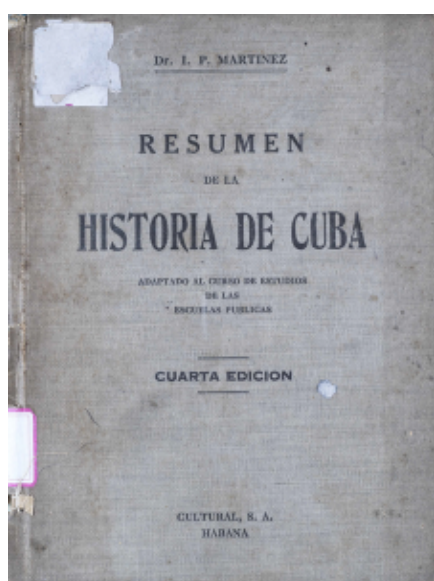 Dr. I. P. MARTINEZ
RESUMEN
DE LA
HISTORIA DE CUBA
ADAPTADO AL CURSO DE ESTUDIOS
DE LAS
ESCUELAS PUBLICAS
CUARTA EDICION
CULTURAL, S. A.
HABANA